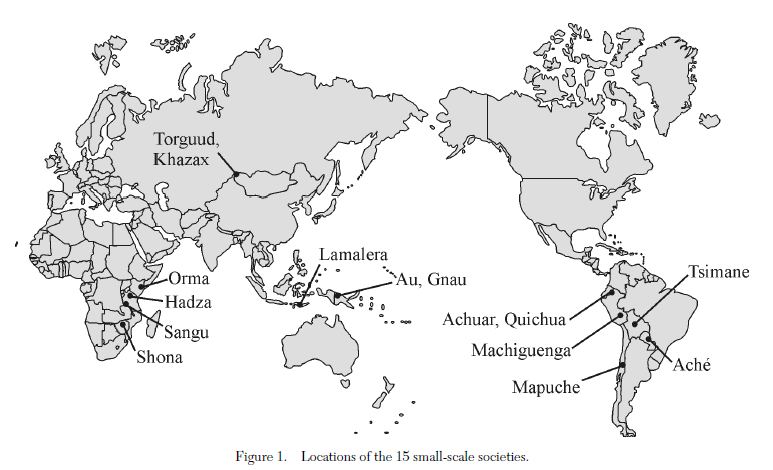 Torguud,
Khazax
Lamalera
Au, Gnau
Orma
Hadza
Sangu
Shona
Tsimane
Achuar, Quichua
Machiguenga
Aché
Mapuche
Figure 1. Locations of the 15 small-scale societies.